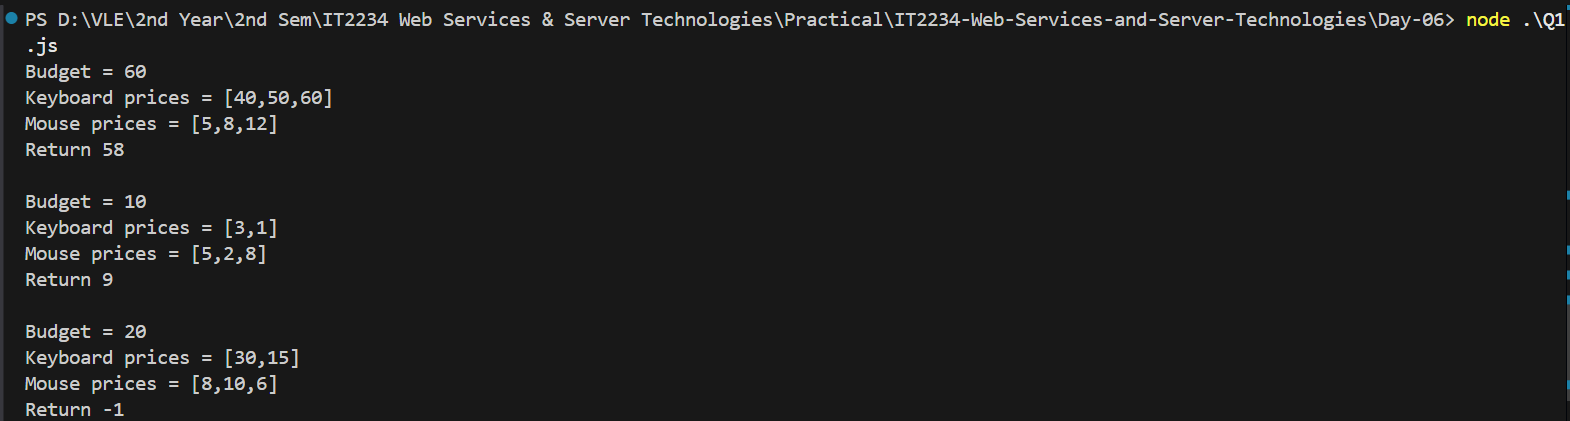 PS D:\VLE\2nd Year\2nd Sem\IT2234 Web Services & Server Technologies\Practical\IT2234-Web-Services-and-Server-Technologies\Day-06> node .\Q1
.js
Budget = 60
Keyboard prices = [40,50,60]
Mouse prices = [5,8,12]
Return 58

Budget = 10
Keyboard prices = [3,1]
Mouse prices = [5,2,8]
Return 9

Budget = 20
Keyboard prices = [30,15]
Mouse prices = [8,10,6]
Return -1